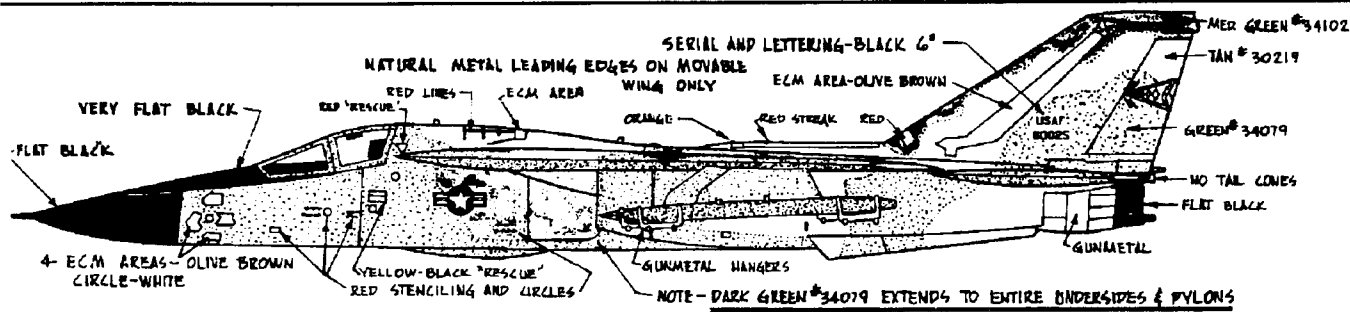 MED GREEN #34102
SERIAL AND LETTERING-BLACK 6"
TAN #30219
NATURAL METAL LEADING EDGES ON MOVABLE
WING ONLY
ECM AREA-OLIVE BROWN
RED LINES
ECM AREA
VERY FLAT BLACK
RED "RESCUE"
ORANGE
RED STREAK
RED
USAF
80025
GREEN #34079
FLAT BLACK
NO TAIL CONES
FLAT BLACK
GUNMETAL
4- ECM AREAS- OLIVE BROWN
CIRCLE-WHITE
YELLOW-BLACK "RESCUE"
GUNMETAL HANGERS
RED STENCILING AND CIRCLES
NOTE- DARK GREEN #34079 EXTENDS TO ENTIRE UNDERSIDES & PYLONS